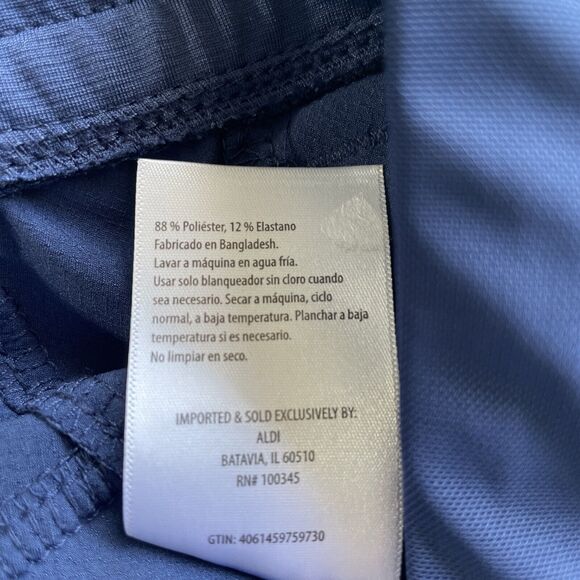 88 % Poliéster, 12 % Elastano
Fabricado en Bangladesh.
Lavar a máquina en agua fría.
Usar solo blanqueador sin cloro cuando
sea necesario. Secar a máquina, ciclo
normal, a baja temperatura. Planchar a baja
temperatura si es necesario.
No limpiar en seco.
IMPORTED & SOLD EXCLUSIVELY BY:
ALDI
BATAVIA, IL 60510
RN# 100345
GTIN: 4061459759730